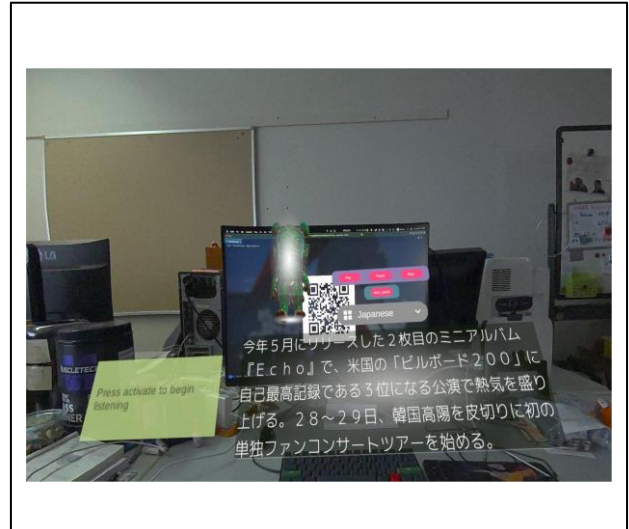 LG
Japanese
Press activate to begin
listening
今年5月にリリースした2枚目のミニアルバム
『Echo』で、米国の「ビルボード200」に
自己最高記録である3位になる公演で熱気を盛り
上げる。28〜29日、韓国高陽を皮切りに初の
単独ファンコンサートツアーを始める。